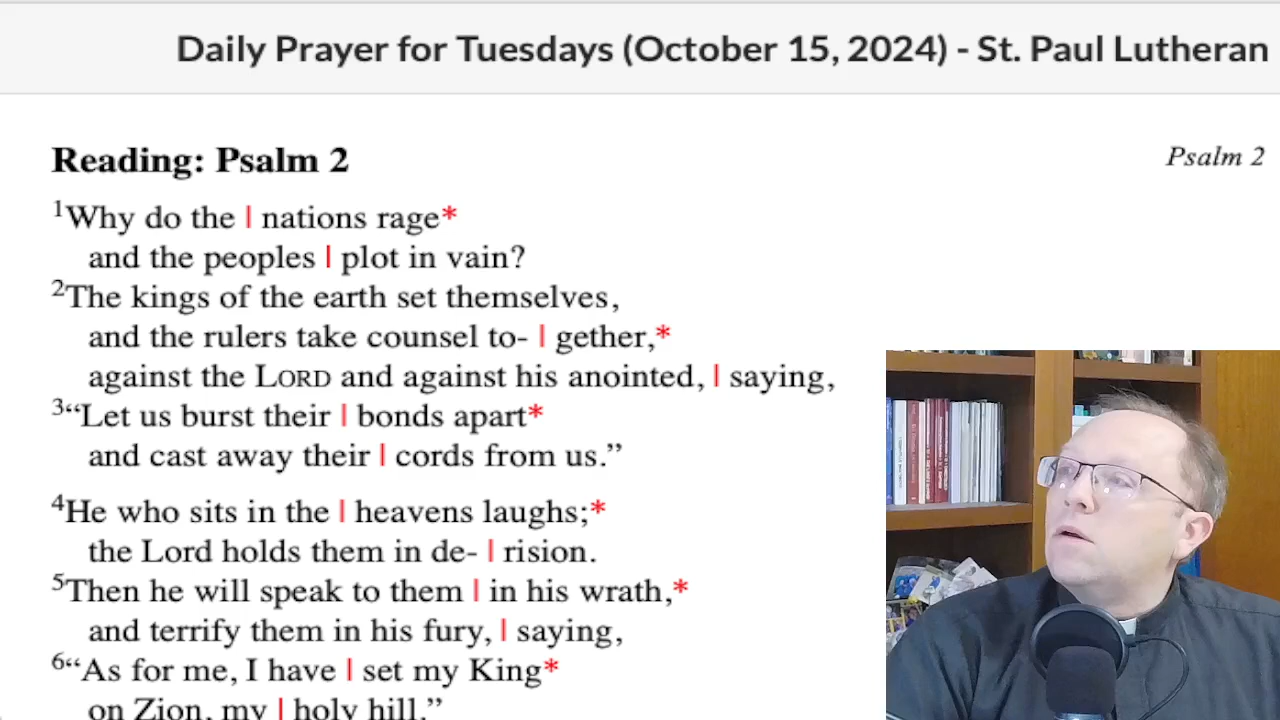 Daily Prayer for Tuesdays (October 15, 2024) - St. Paul Lutheran
Reading: Psalm 2
Psalm 2
1Why do the | nations rage*
and the peoples | plot in vain?
2The kings of the earth set themselves,
and the rulers take counsel to- | gether,*
against the LORD and against his anointed, | saying,
3“Let us burst their | bonds apart*
and cast away their | cords from us.”
4He who sits in the | heavens laughs;*
the Lord holds them in de- | rision.
5Then he will speak to them | in his wrath,*
and terrify them in his fury, | saying,
6“As for me, I have | set my King*
on Zion, my | holy hill.”